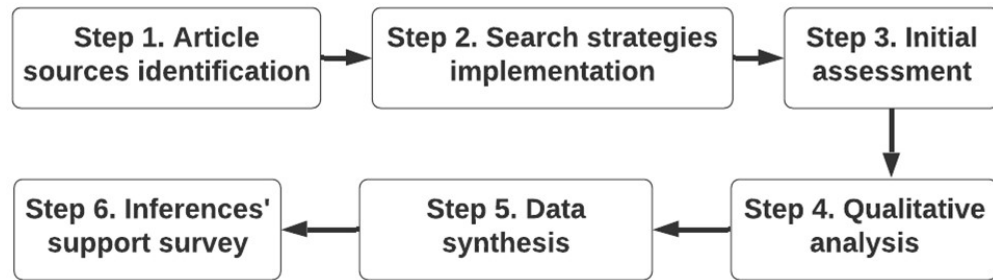 Step 1. Article
sources identification
Step 2. Search strategies
implementation
Step 3. Initial
assessment
Step 4. Qualitative
analysis
Step 5. Data
synthesis
Step 6. Inferences'
support survey